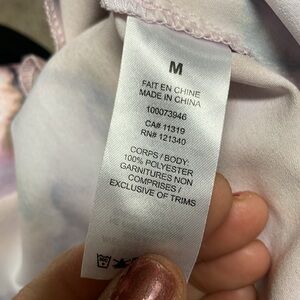 M
FAIT EN CHINE
MADE IN CHINA
100073946
CA# 11319
RN# 121340
CORPS / BODY:
100% POLYESTER
GARNITURES NON
COMPRISES /
EXCLUSIVE OF TRIMS